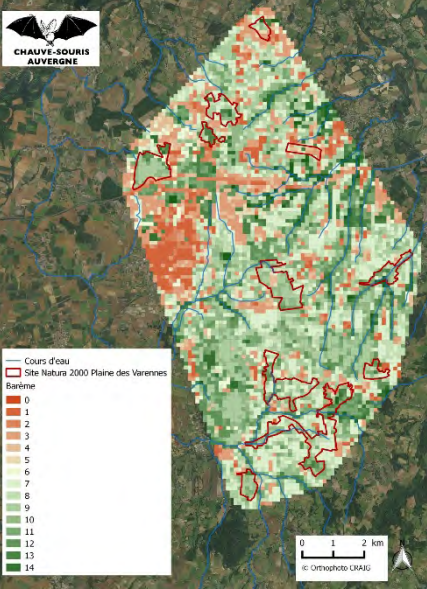 CHAUVE-SOURIS
AUVERGNE
Cours d'eau
Site Natura 2000 Plaine des Varennes
Barème
0
1
2
3
4
5
6
7
8
9
10
11
12
13
14
0 1 2 km
© Orthophoto CRAIG
N